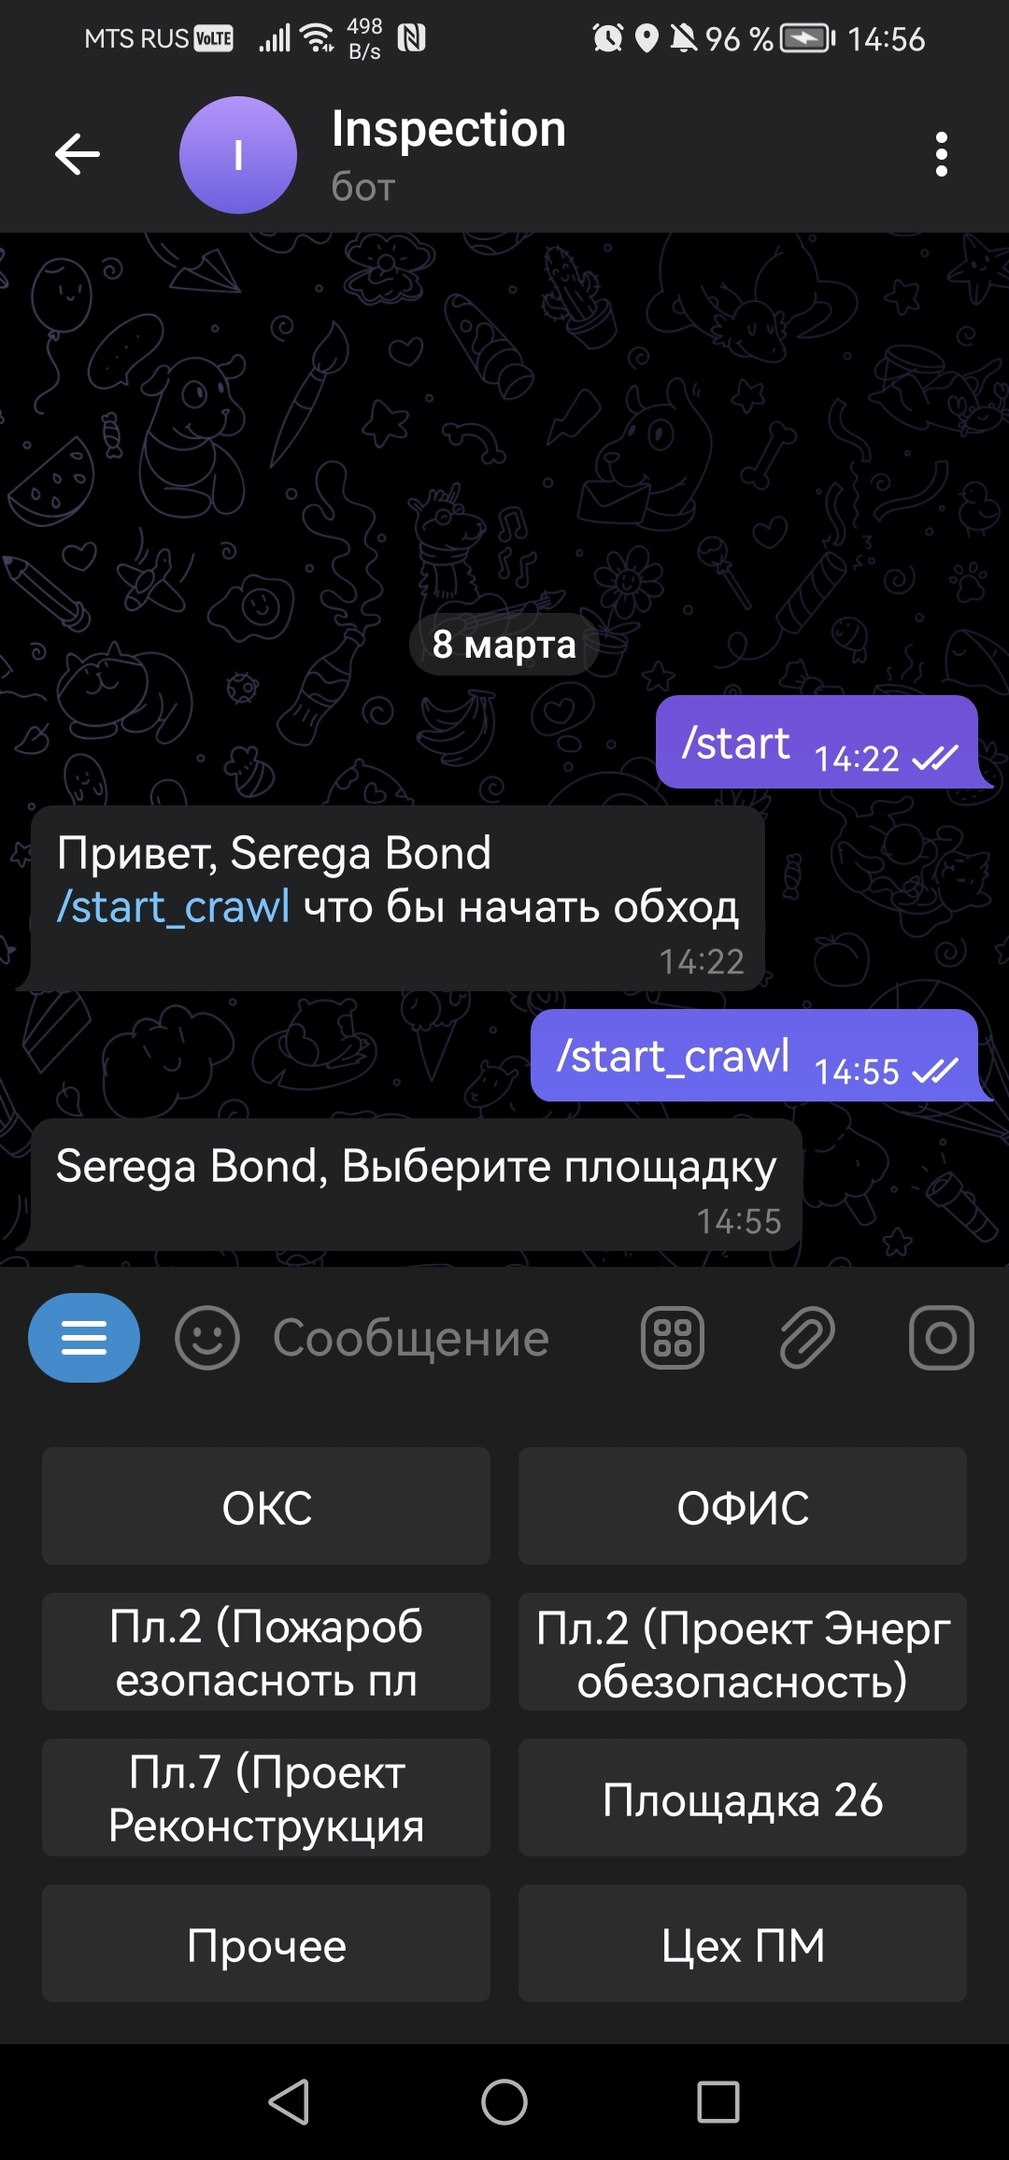 MTS RUS VoLTE 498 B/s 96 % 14:56
I
Inspection
бот
8 марта
/start 14:22
Привет, Serega Bond
/start_crawl что бы начать обход
14:22
/start_crawl 14:55
Serega Bond, Выберите площадку
14:55
Сообщение
ОКС
ОФИС
Пл.2 (Пожароб
езопасноть пл
Пл.2 (Проект Энерг
обезопасность)
Пл.7 (Проект
Реконструкция
Площадка 26
Прочее
Цех ПМ